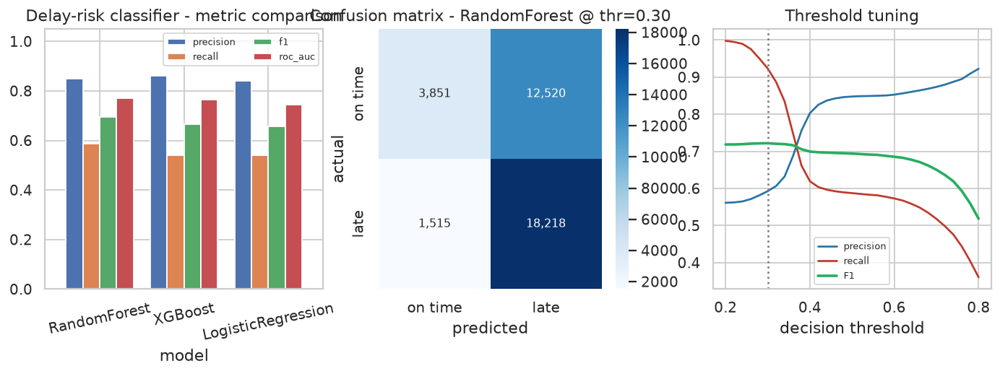 Delay-risk classifier - metric comparison
1.0
0.8
0.6
0.4
0.2
0.0
precision
recall
f1
roc_auc
RandomForest
XGBoost
LogisticRegression
model
Confusion matrix - RandomForest @ thr=0.30
actual
on time
late
3,851
12,520
1,515
18,218
on time
late
predicted
18000
16000
14000
12000
10000
8000
6000
4000
2000
Threshold tuning
1.0
0.9
0.8
0.7
0.6
0.5
0.4
precision
recall
F1
0.2
0.4
0.6
0.8
decision threshold